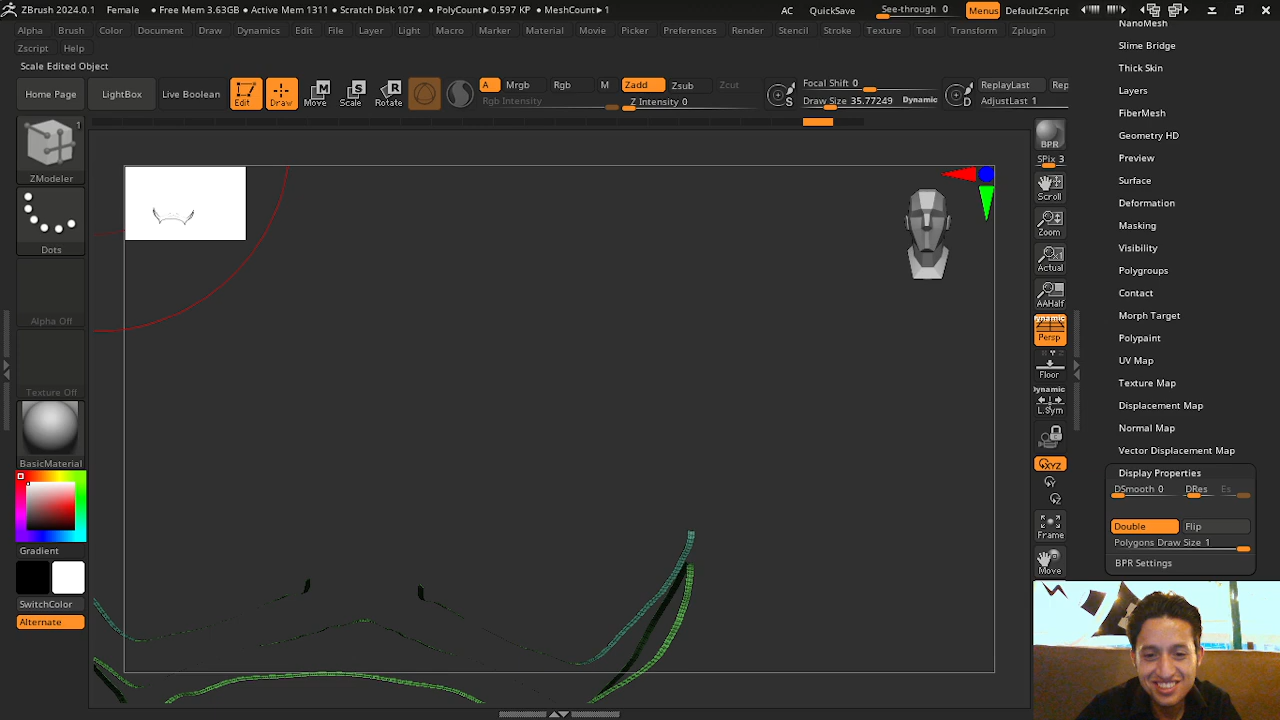 ZBrush 2024.0.1 Female • Free Mem 3.63GB • Active Mem 1311 • Scratch Disk 107 • • PolyCount▸0.597 KP • MeshCount▸1 AC QuickSave See-through 0 Menus DefaultZScript
Alpha Brush Color Document Draw Dynamics Edit File Layer Light Macro Marker Material Movie Picker Preferences Render Stencil Stroke Texture Tool Transform Zplugin
Zscript Help
Scale Edited Object
Home Page LightBox Live Boolean Edit Draw Move Scale Rotate
A Mrgb Rgb M Zadd Zsub Zcut
Rgb Intensity Z Intensity 0
S Focal Shift 0
Draw Size 35.77249 Dynamic
D ReplayLast Rep
AdjustLast 1
1
ZModeler
Dots
Alpha Off
Texture Off
BasicMaterial
Gradient
SwitchColor
Alternate
BPR
SPix 3
Scroll
Zoom
Actual
AAHalf
Dynamic
Persp
Floor
Dynamic
L.Sym
XYZ
Y
Z
Frame
Move
NanoMesh
Slime Bridge
Thick Skin
Layers
FiberMesh
Geometry HD
Preview
Surface
Deformation
Masking
Visibility
Polygroups
Contact
Morph Target
Polypaint
UV Map
Texture Map
Displacement Map
Normal Map
Vector Displacement Map
Display Properties
DSmooth 0 DRes Es
Double Flip
Polygons Draw Size 1
BPR Settings